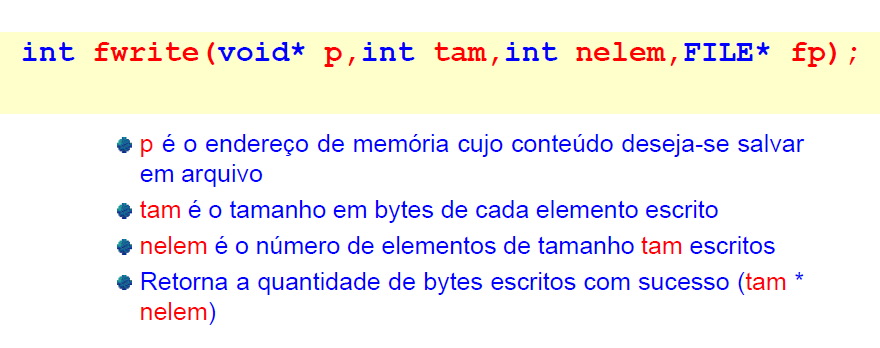 int fwrite(void* p,int tam,int nelem,FILE* fp);
p é o endereço de memória cujo conteúdo deseja-se salvar
em arquivo
tam é o tamanho em bytes de cada elemento escrito
nelem é o número de elementos de tamanho tam escritos
Retorna a quantidade de bytes escritos com sucesso (tam *
nelem)